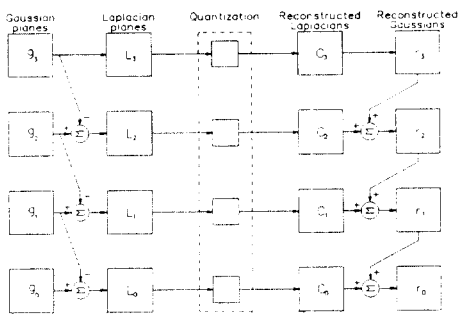 Gaussian Laplacian Quantization Reconstructed Reconstructed
planes planes Laplacians Gaussians
g₃ L₃ C₃ r₃
− +
g₂ + Σ L₂ C₂ + Σ r₂
− +
g₁ + Σ L₁ C₁ + Σ r₁
− +
g₀ + Σ L₀ C₀ + Σ r₀